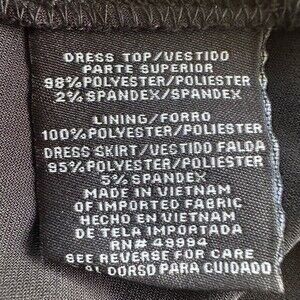 DRESS TOP/VESTIDO
PARTE SUPERIOR
98% POLYESTER/POLIESTER
2% SPANDEX/SPANDEX
LINING/FORRO
100% POLYESTER/POLIESTER
DRESS SKIRT/VESTIDO FALDA
95% POLYESTER/POLIESTER
5% SPANDEX
MADE IN VIETNAM
OF IMPORTED FABRIC
HECHO EN VIETNAM
DE TELA IMPORTADA
RN# 49994
SEE REVERSE FOR CARE
AL DORSO PARA CUIDADO